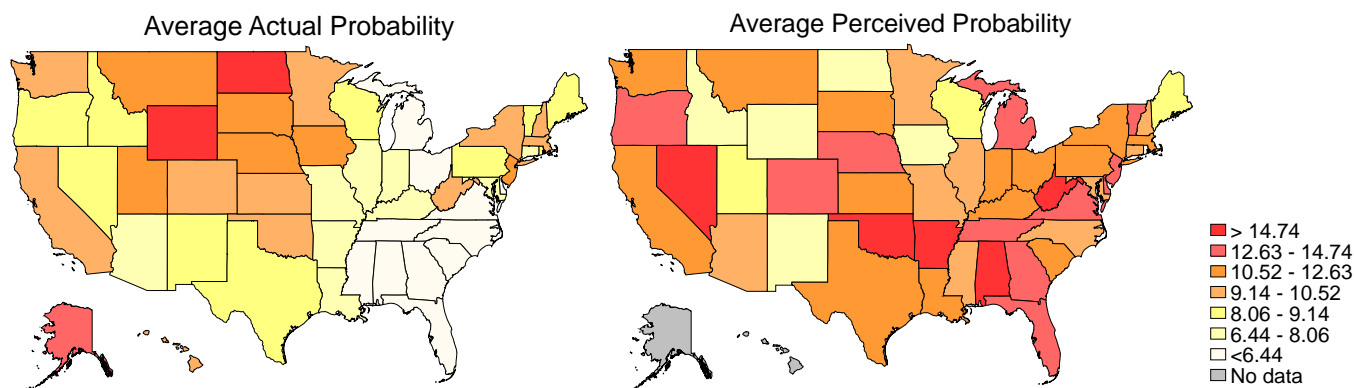 Average Actual Probability
Average Perceived Probability
> 14.74
12.63 - 14.74
10.52 - 12.63
9.14 - 10.52
8.06 - 9.14
6.44 - 8.06
<6.44
No data